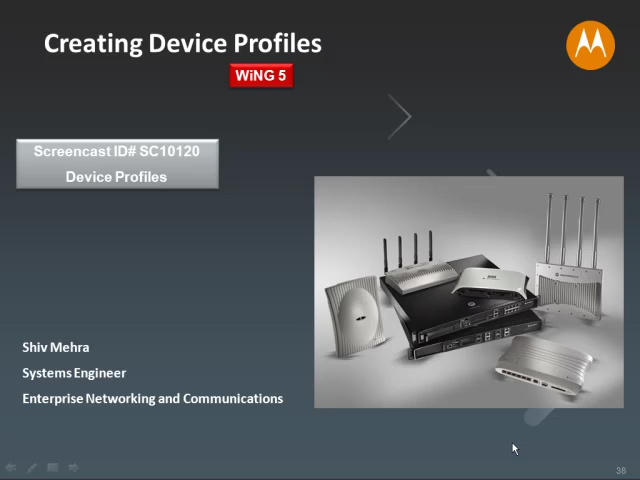 Creating Device Profiles
WiNG 5
Screencast ID# SC10120
Device Profiles
Shiv Mehra
Systems Engineer
Enterprise Networking and Communications
38